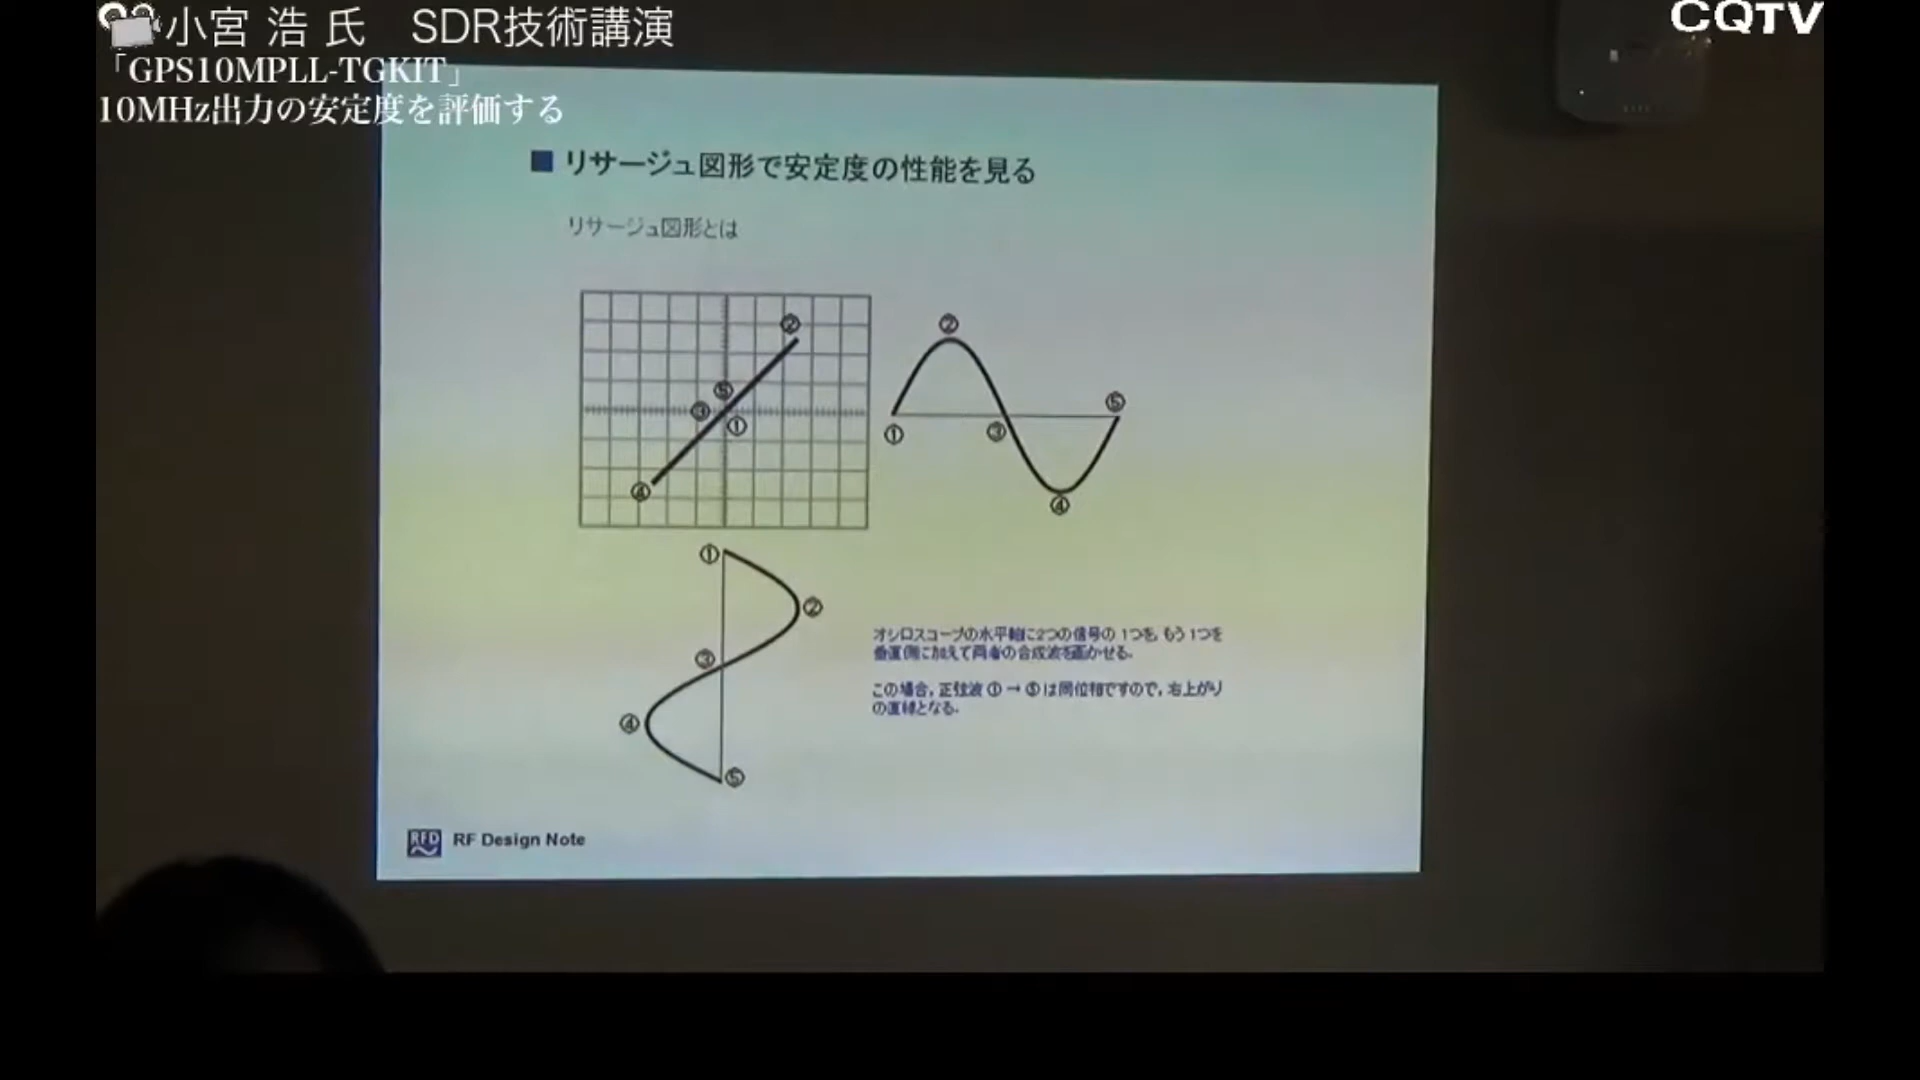 小宮 浩 氏　SDR技術講演
CQTV
「GPS10MPLL-TGKIT」
10MHz出力の安定度を評価する
■ リサージュ図形で安定度の性能を見る
リサージュ図形とは
②
⑤
③
①
④
②
⑤
①
③
④
①
②
③
④
⑤
オシロスコープの水平軸に2つの信号の 1つを, もう 1つを
垂直側に加えて両者の合成波を画かせる.
この場合, 正弦波 ① → ⑤ は同位相ですので, 右上がり
の直線となる.
RFD RF Design Note